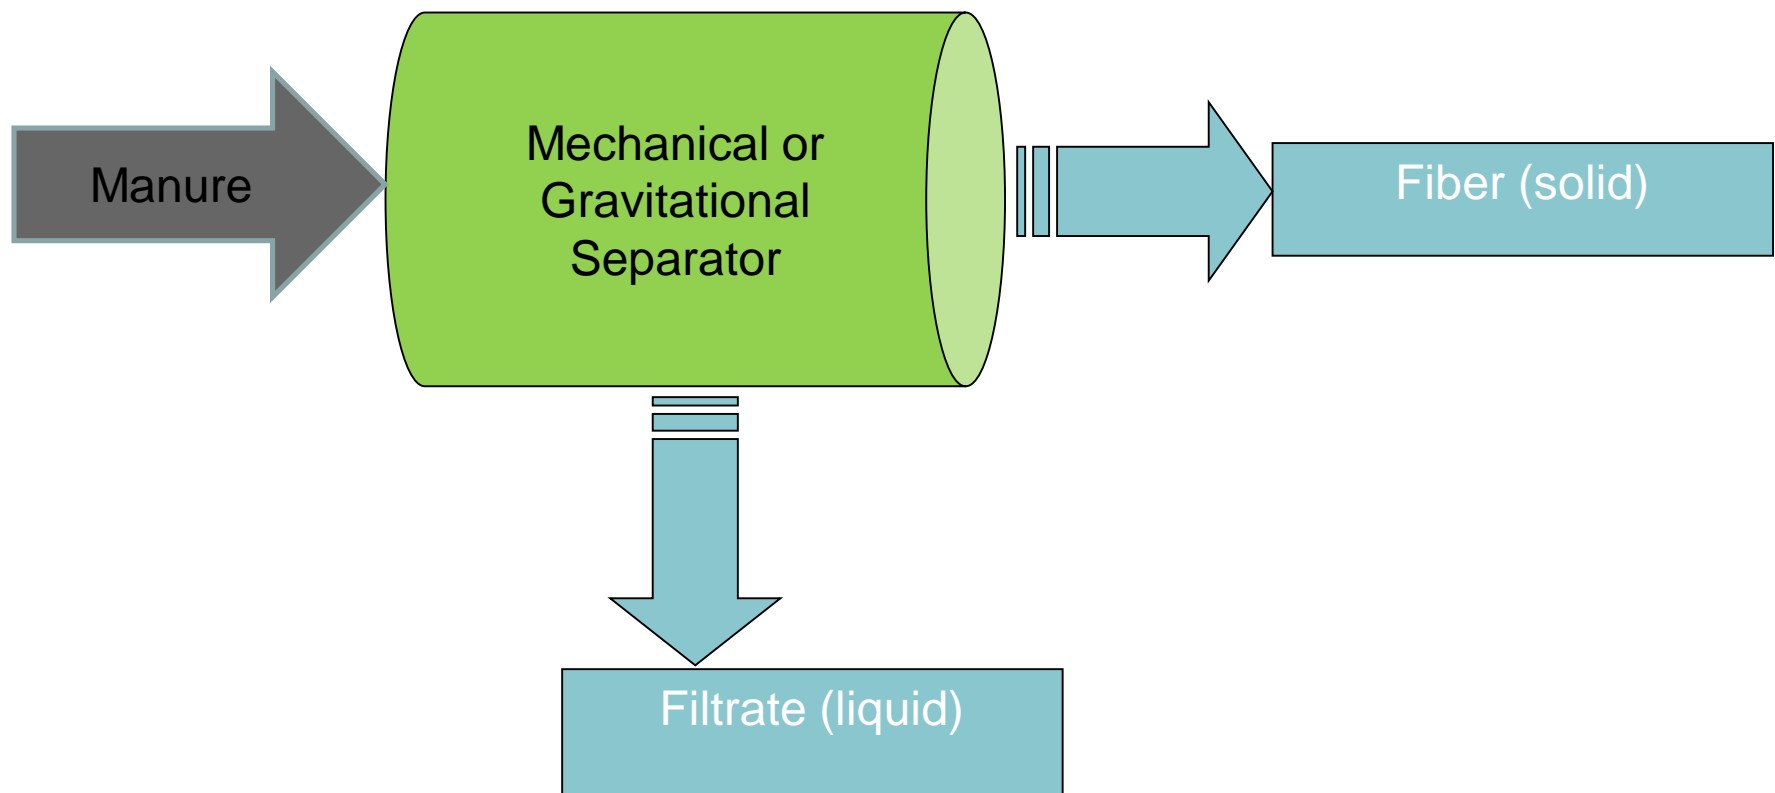 Manure
Mechanical or
Gravitational
Separator
Fiber (solid)
Filtrate (liquid)